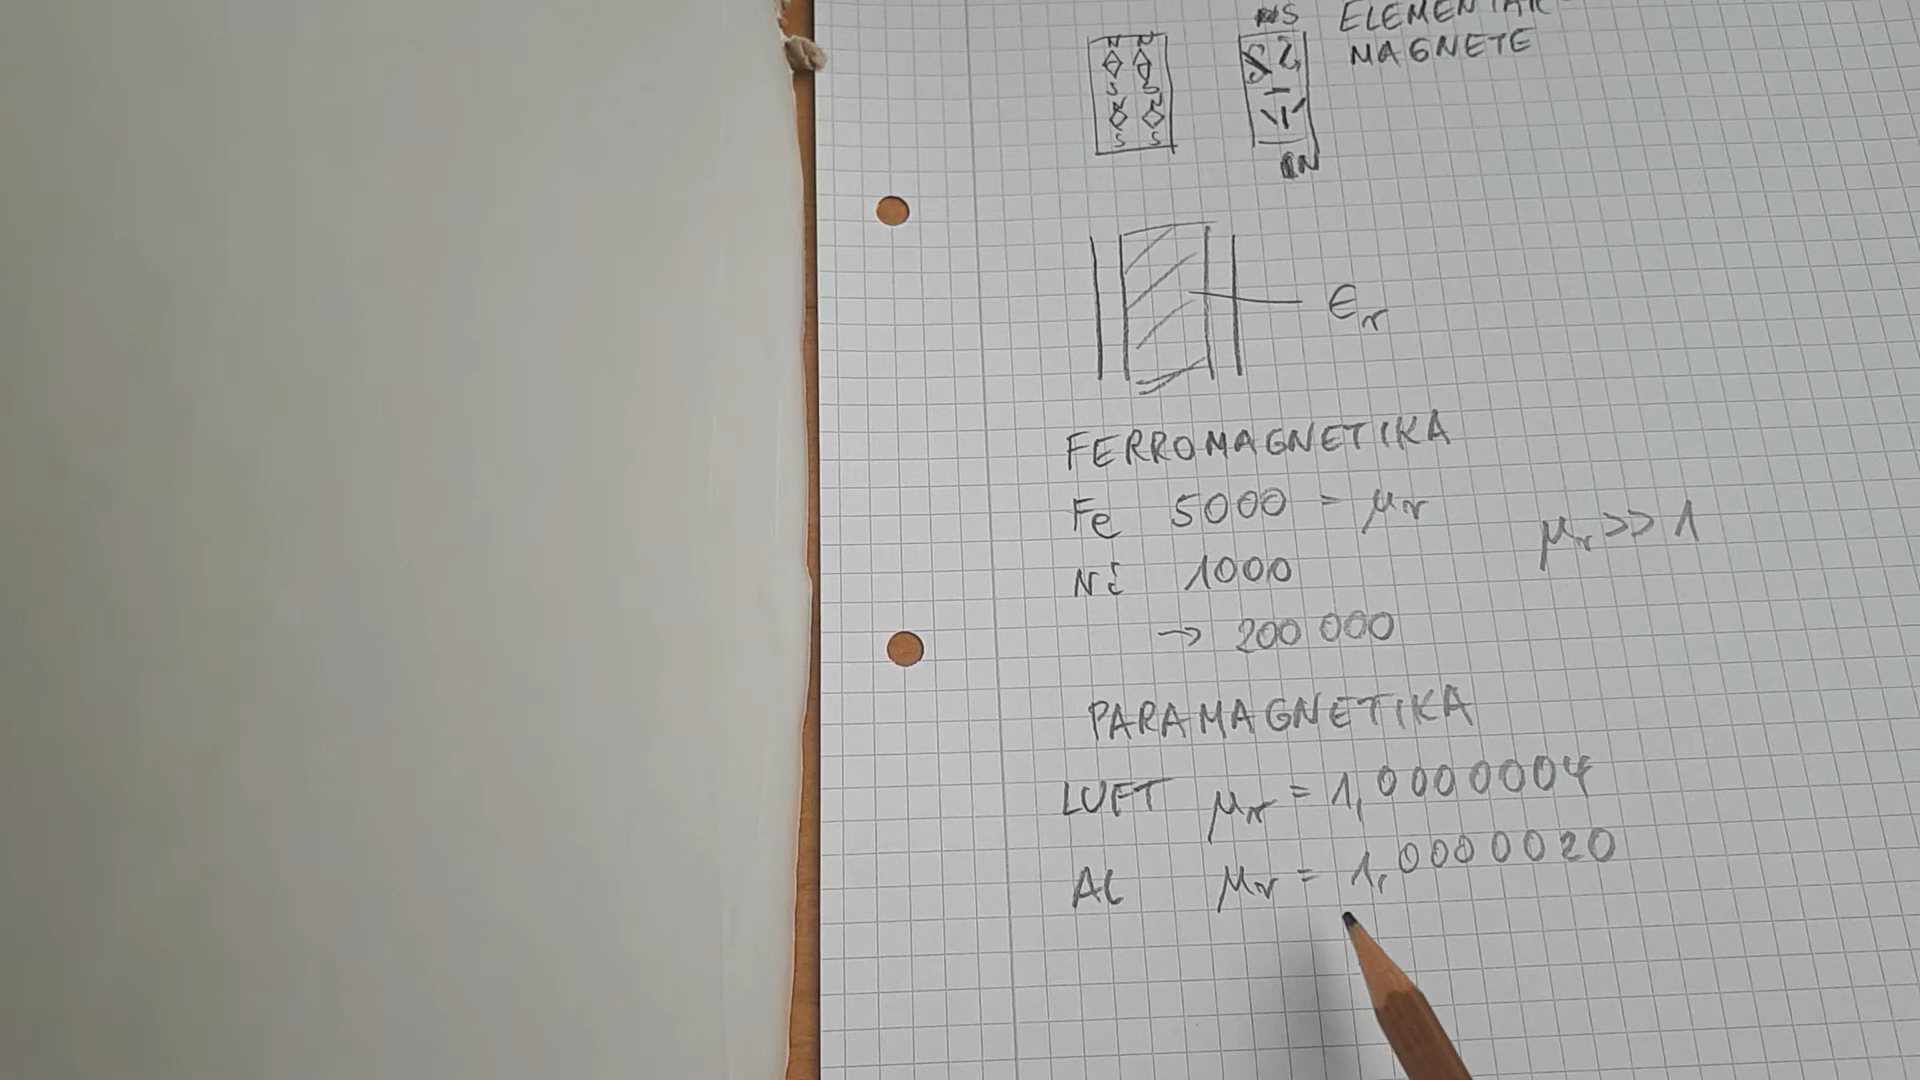 NS ELEMENTAR
MAGNETE
N N
S S
N N
S S
N
ϵr
FERROMAGNETIKA
Fe 5000 = μr
μr >> 1
Ni 1000
→ 200 000
PARAMAGNETIKA
LUFT μr = 1,0000004
Al μr = 1,0000020